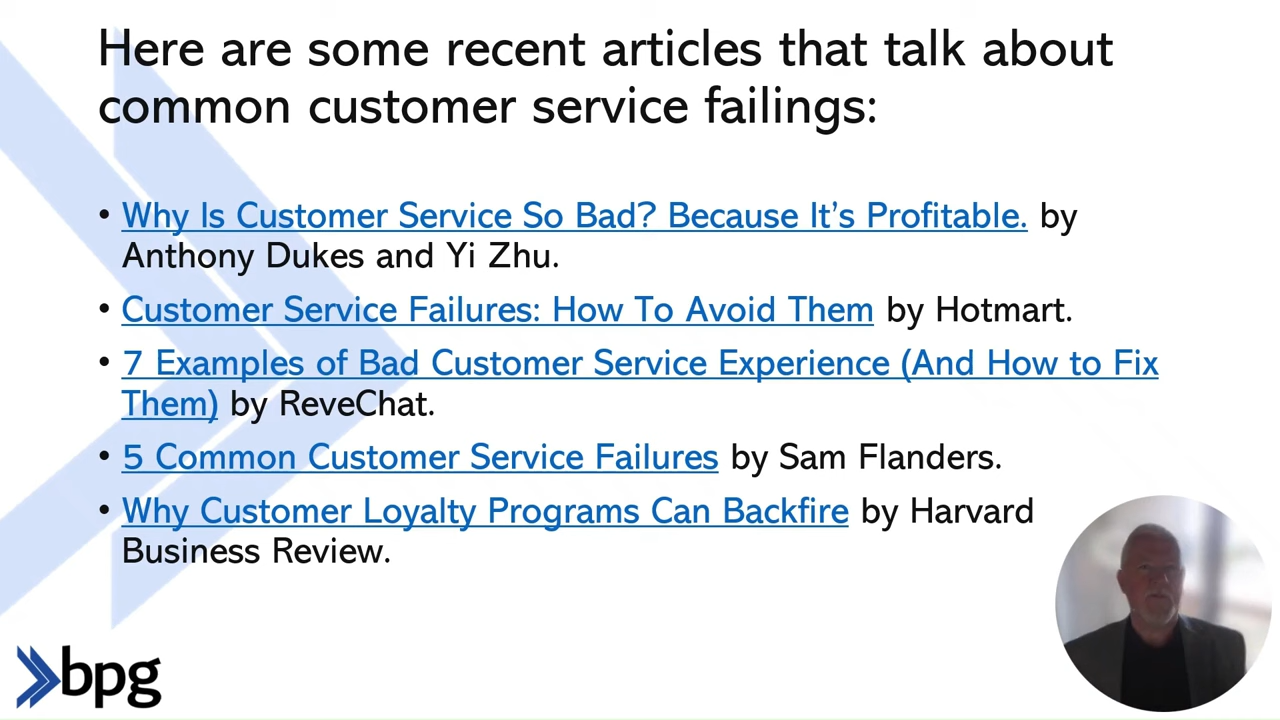 Here are some recent articles that talk about
common customer service failings:
• Why Is Customer Service So Bad? Because It’s Profitable. by
Anthony Dukes and Yi Zhu.
• Customer Service Failures: How To Avoid Them by Hotmart.
• 7 Examples of Bad Customer Service Experience (And How to Fix
Them) by ReveChat.
• 5 Common Customer Service Failures by Sam Flanders.
• Why Customer Loyalty Programs Can Backfire by Harvard
Business Review.
bpg